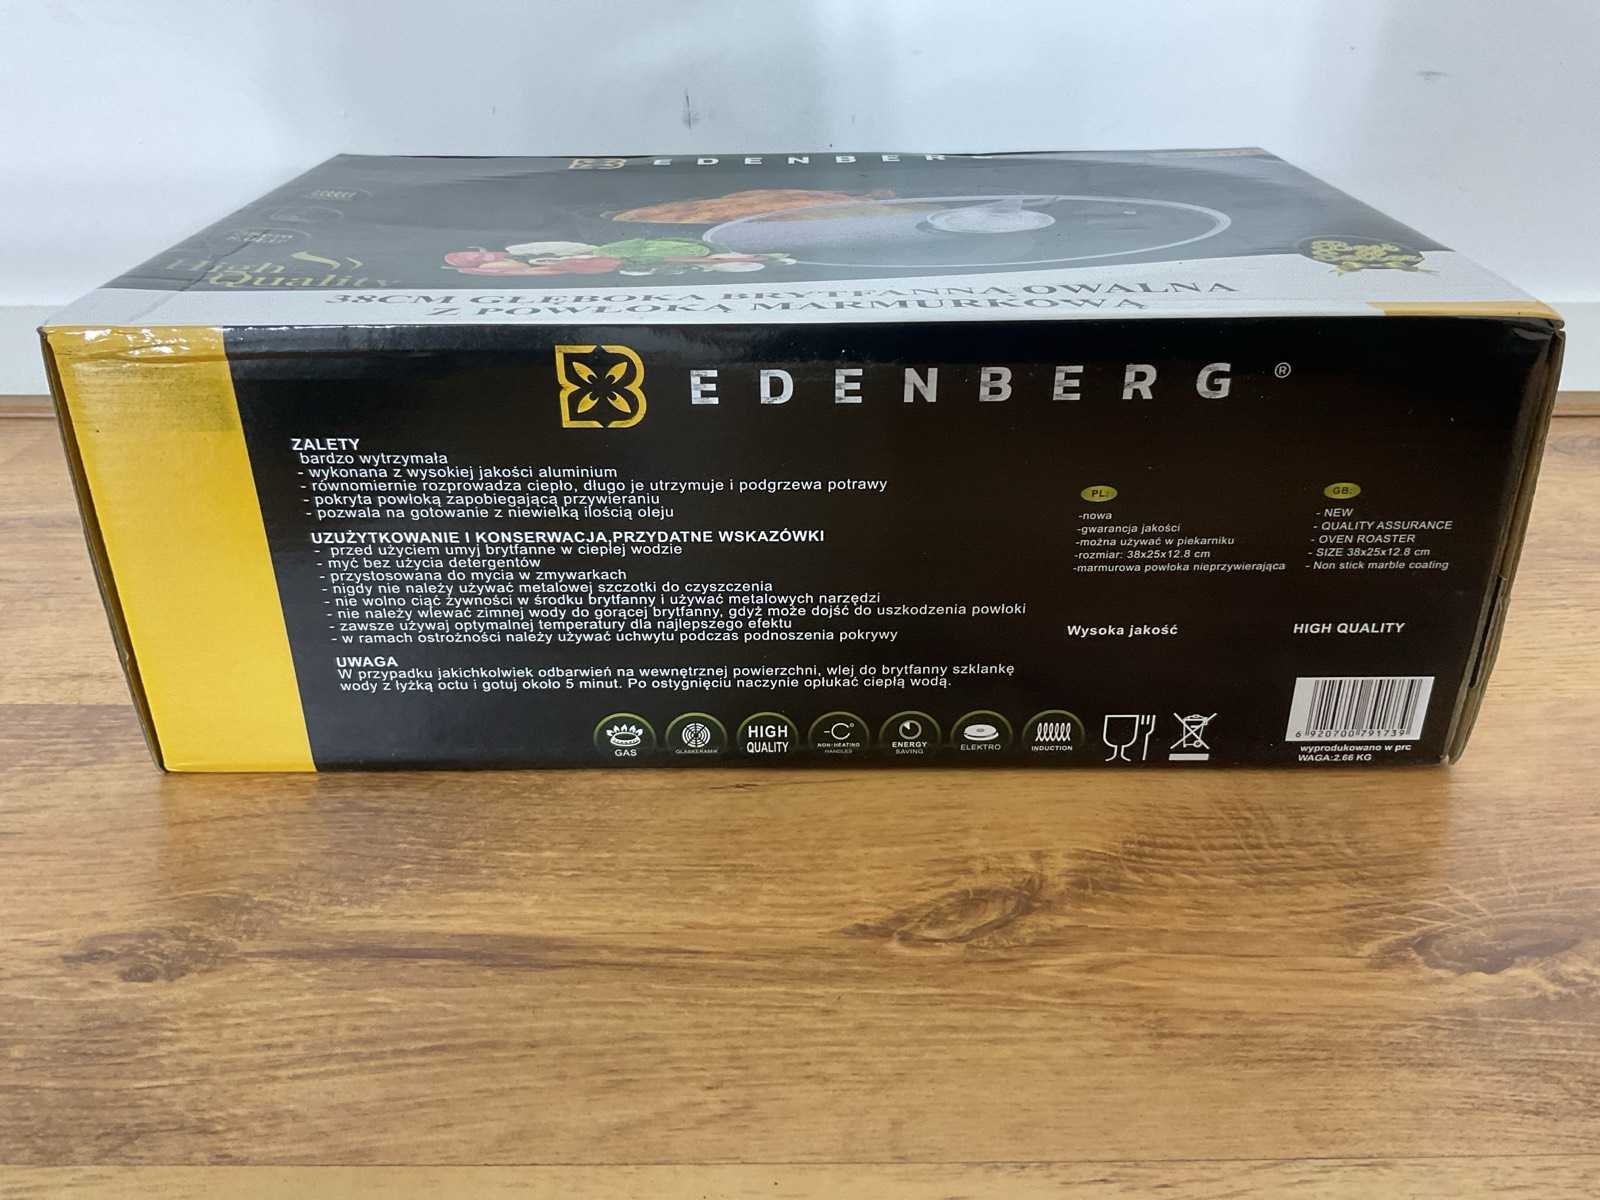 EDENBERG
High
Quality
38CM GŁĘBOKA BRYTFANNA OWALNA
Z POWŁOKĄ MARMURKOWĄ
EDENBERG ®
ZALETY
bardzo wytrzymała
- wykonana z wysokiej jakości aluminium
- równomiernie rozprowadza ciepło, długo je utrzymuje i podgrzewa potrawy
- pokryta powłoką zapobiegającą przywieraniu
- pozwala na gotowanie z niewielką ilością oleju
UZUŻYTKOWANIE I KONSERWACJA,PRZYDATNE WSKAZÓWKI
- przed użyciem umyj brytfanne w ciepłej wodzie
- myć bez użycia detergentów
- przystosowana do mycia w zmywarkach
- nigdy nie należy używać metalowej szczotki do czyszczenia
- nie wolno ciąć żywności w środku brytfanny i używać metalowych narzędzi
- nie należy wlewać zimnej wody do gorącej brytfanny, gdyż może dojść do uszkodzenia powłoki
- zawsze używaj optymalnej temperatury dla najlepszego efektu
- w ramach ostrożności należy używać uchwytu podczas podnoszenia pokrywy
UWAGA
W przypadku jakichkolwiek odbarwień na wewnętrznej powierzchni, wlej do brytfanny szklankę
wody z łyżką octu i gotuj około 5 minut. Po ostygnięciu naczynie opłukać ciepłą wodą.
PL:
-nowa
-gwarancja jakości
-można używać w piekarniku
-rozmiar: 38x25x12.8 cm
-marmurowa powłoka nieprzywierająca
Wysoka jakość
GB:
- NEW
- QUALITY ASSURANCE
- OVEN ROASTER
- SIZE 38x25x12.8 cm
- Non stick marble coating
HIGH QUALITY
GAS
GLASKERAMIK
HIGH
QUALITY
-C°
NON-HEATING
HANDLES
ENERGY
SAVING
ELEKTRO
INDUCTION
6 920700 791739
wyprodukowano w prc
WAGA:2.66 KG